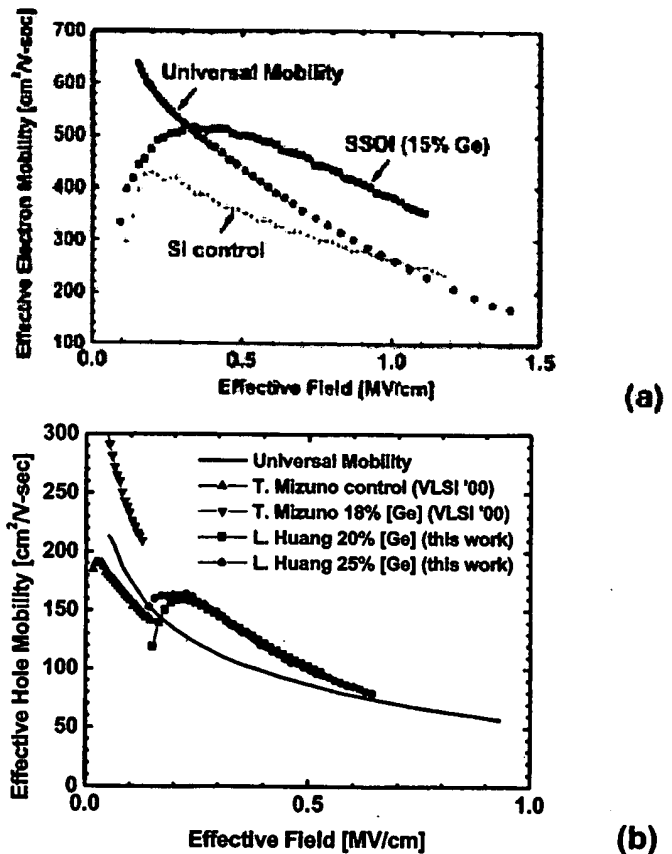 700
600
500
400
300
200
100
Effective Electron Mobility [cm²/V-sec]
Universal Mobility
SSOI (15% Ge)
Si control
0.0 0.5 1.0 1.5
Effective Field [MV/cm]
(a)
300
250
200
150
100
50
0
Effective Hole Mobility [cm²/V-sec]
Universal Mobility
T. Mizuno control (VLSI '00)
T. Mizuno 18% [Ge] (VLSI '00)
L. Huang 20% [Ge] (this work)
L. Huang 25% [Ge] (this work)
0.0 0.5 1.0
Effective Field [MV/cm]
(b)